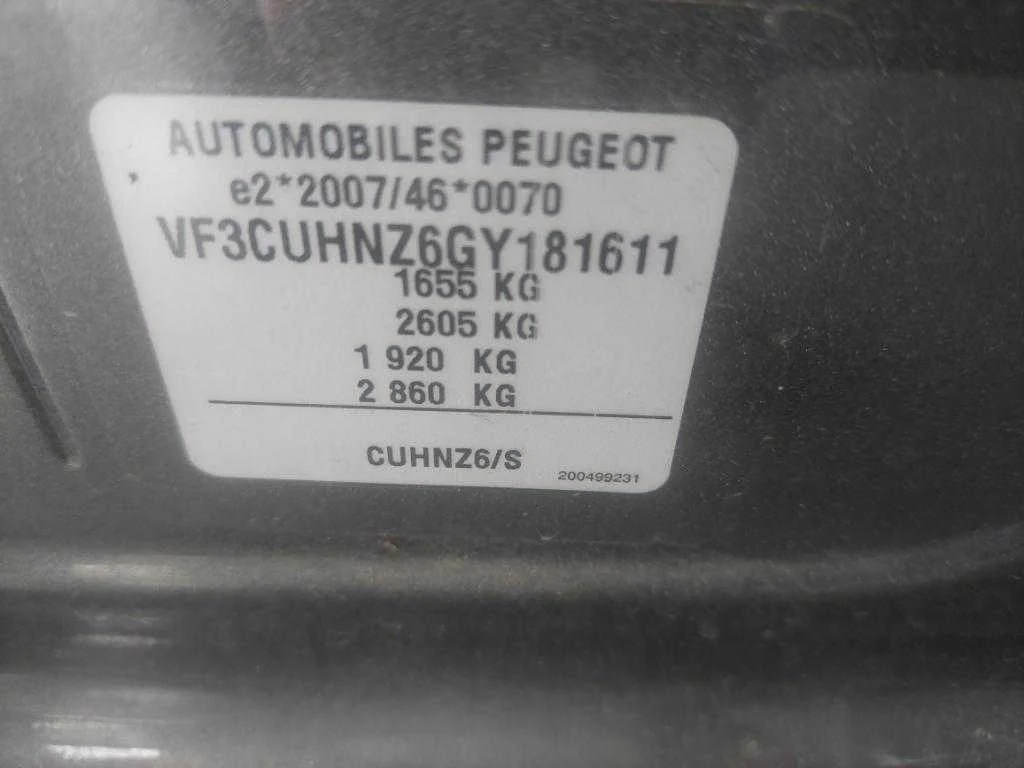 AUTOMOBILES PEUGEOT
e2*2007/46*0070
VF3CUHNZ6GY181611
1655 KG
2605 KG
1 920 KG
2 860 KG
CUHNZ6/S
200499231